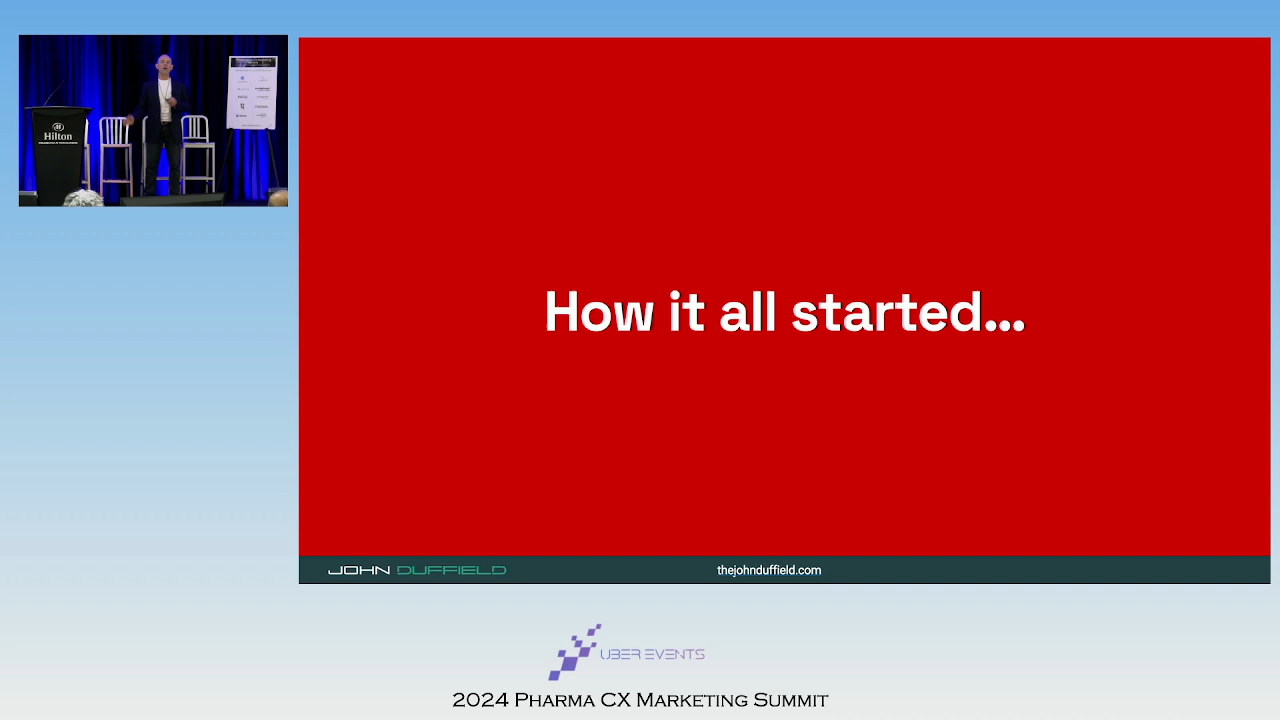 Hilton
How it all started...
JOHN DUFFIELD
thejohnduffield.com
UBER EVENTS
2024 Pharma CX Marketing Summit